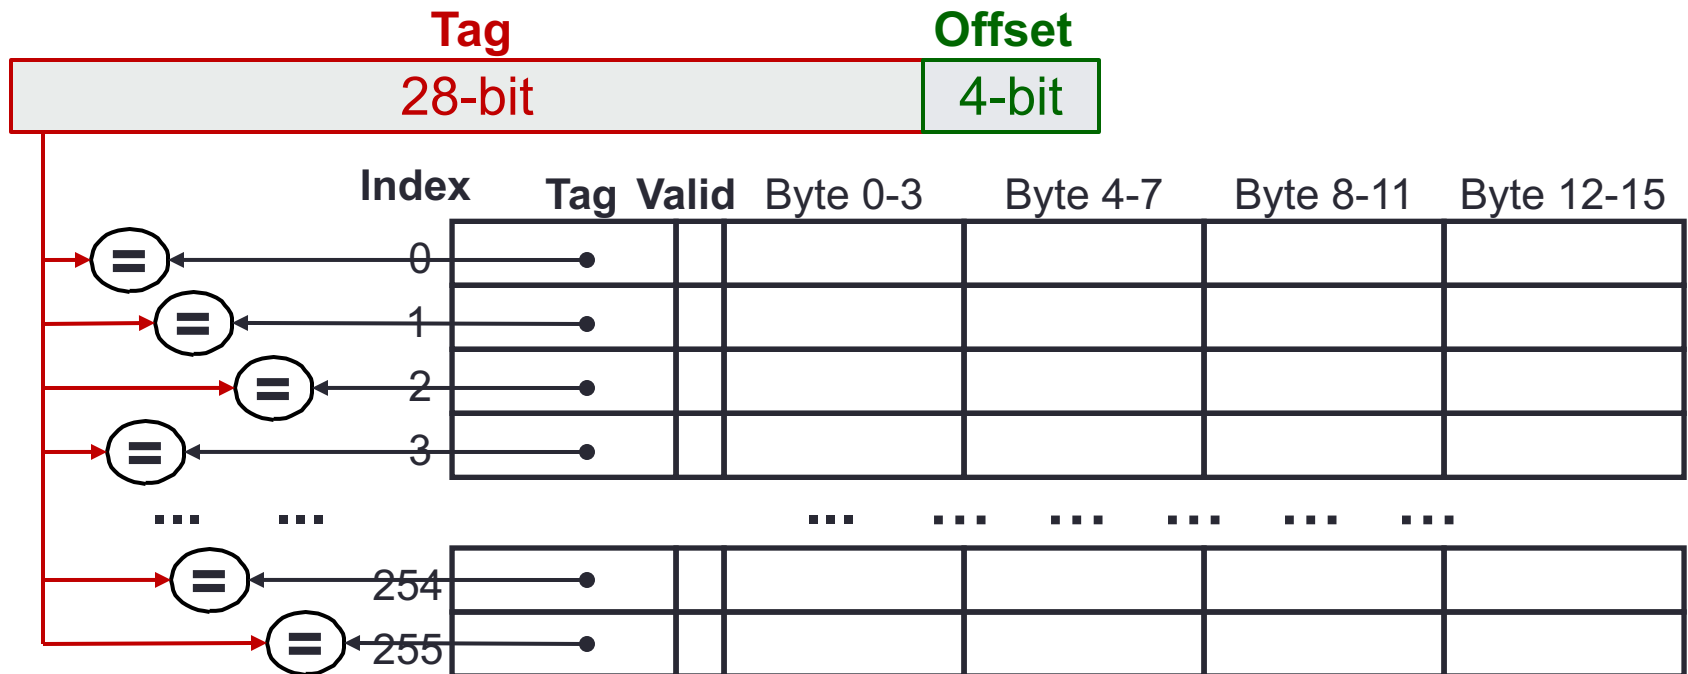 Tag Offset
28-bit 4-bit
Index Tag Valid Byte 0-3 Byte 4-7 Byte 8-11 Byte 12-15
= 0
= 1
= 2
= 3
... ... ... ... ... ... ... ...
= 254
= 255